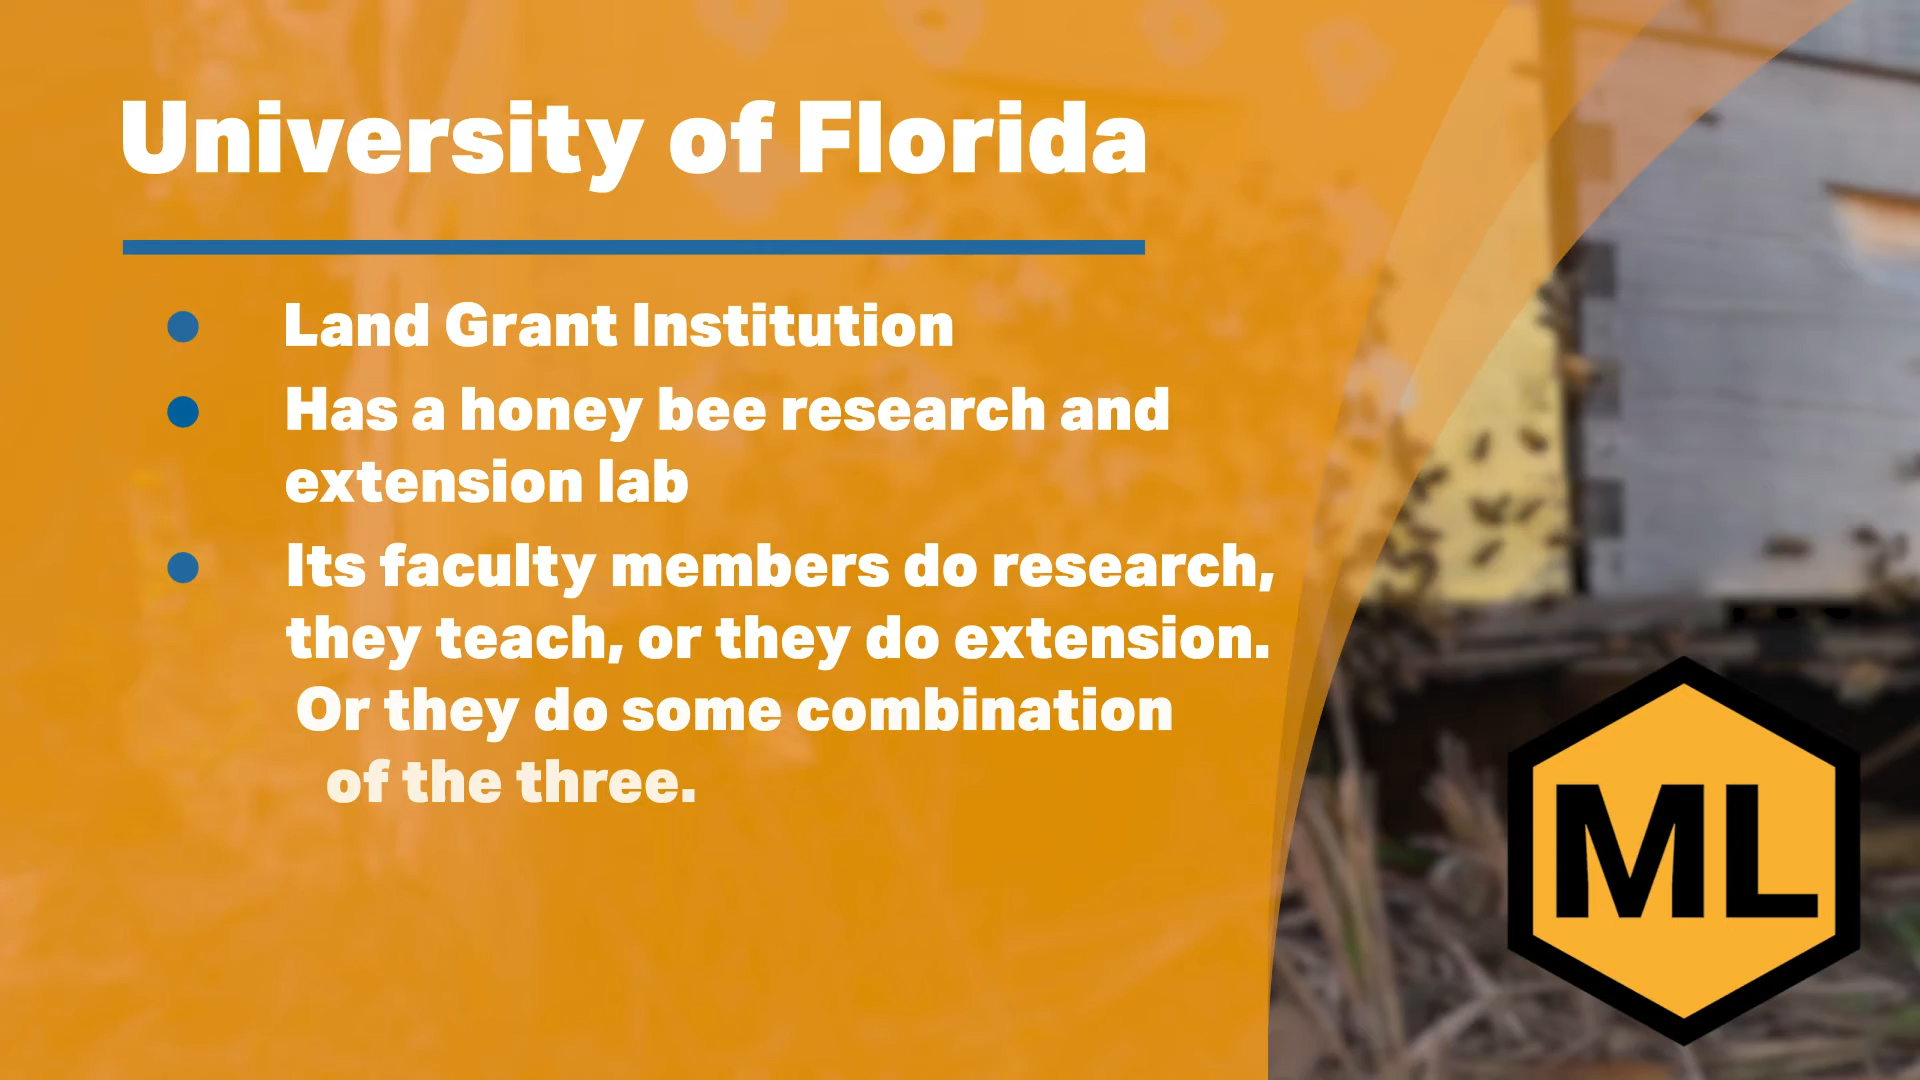 University of Florida
Land Grant Institution
Has a honey bee research and
extension lab
Its faculty members do research,
they teach, or they do extension.
Or they do some combination
of the three.
ML